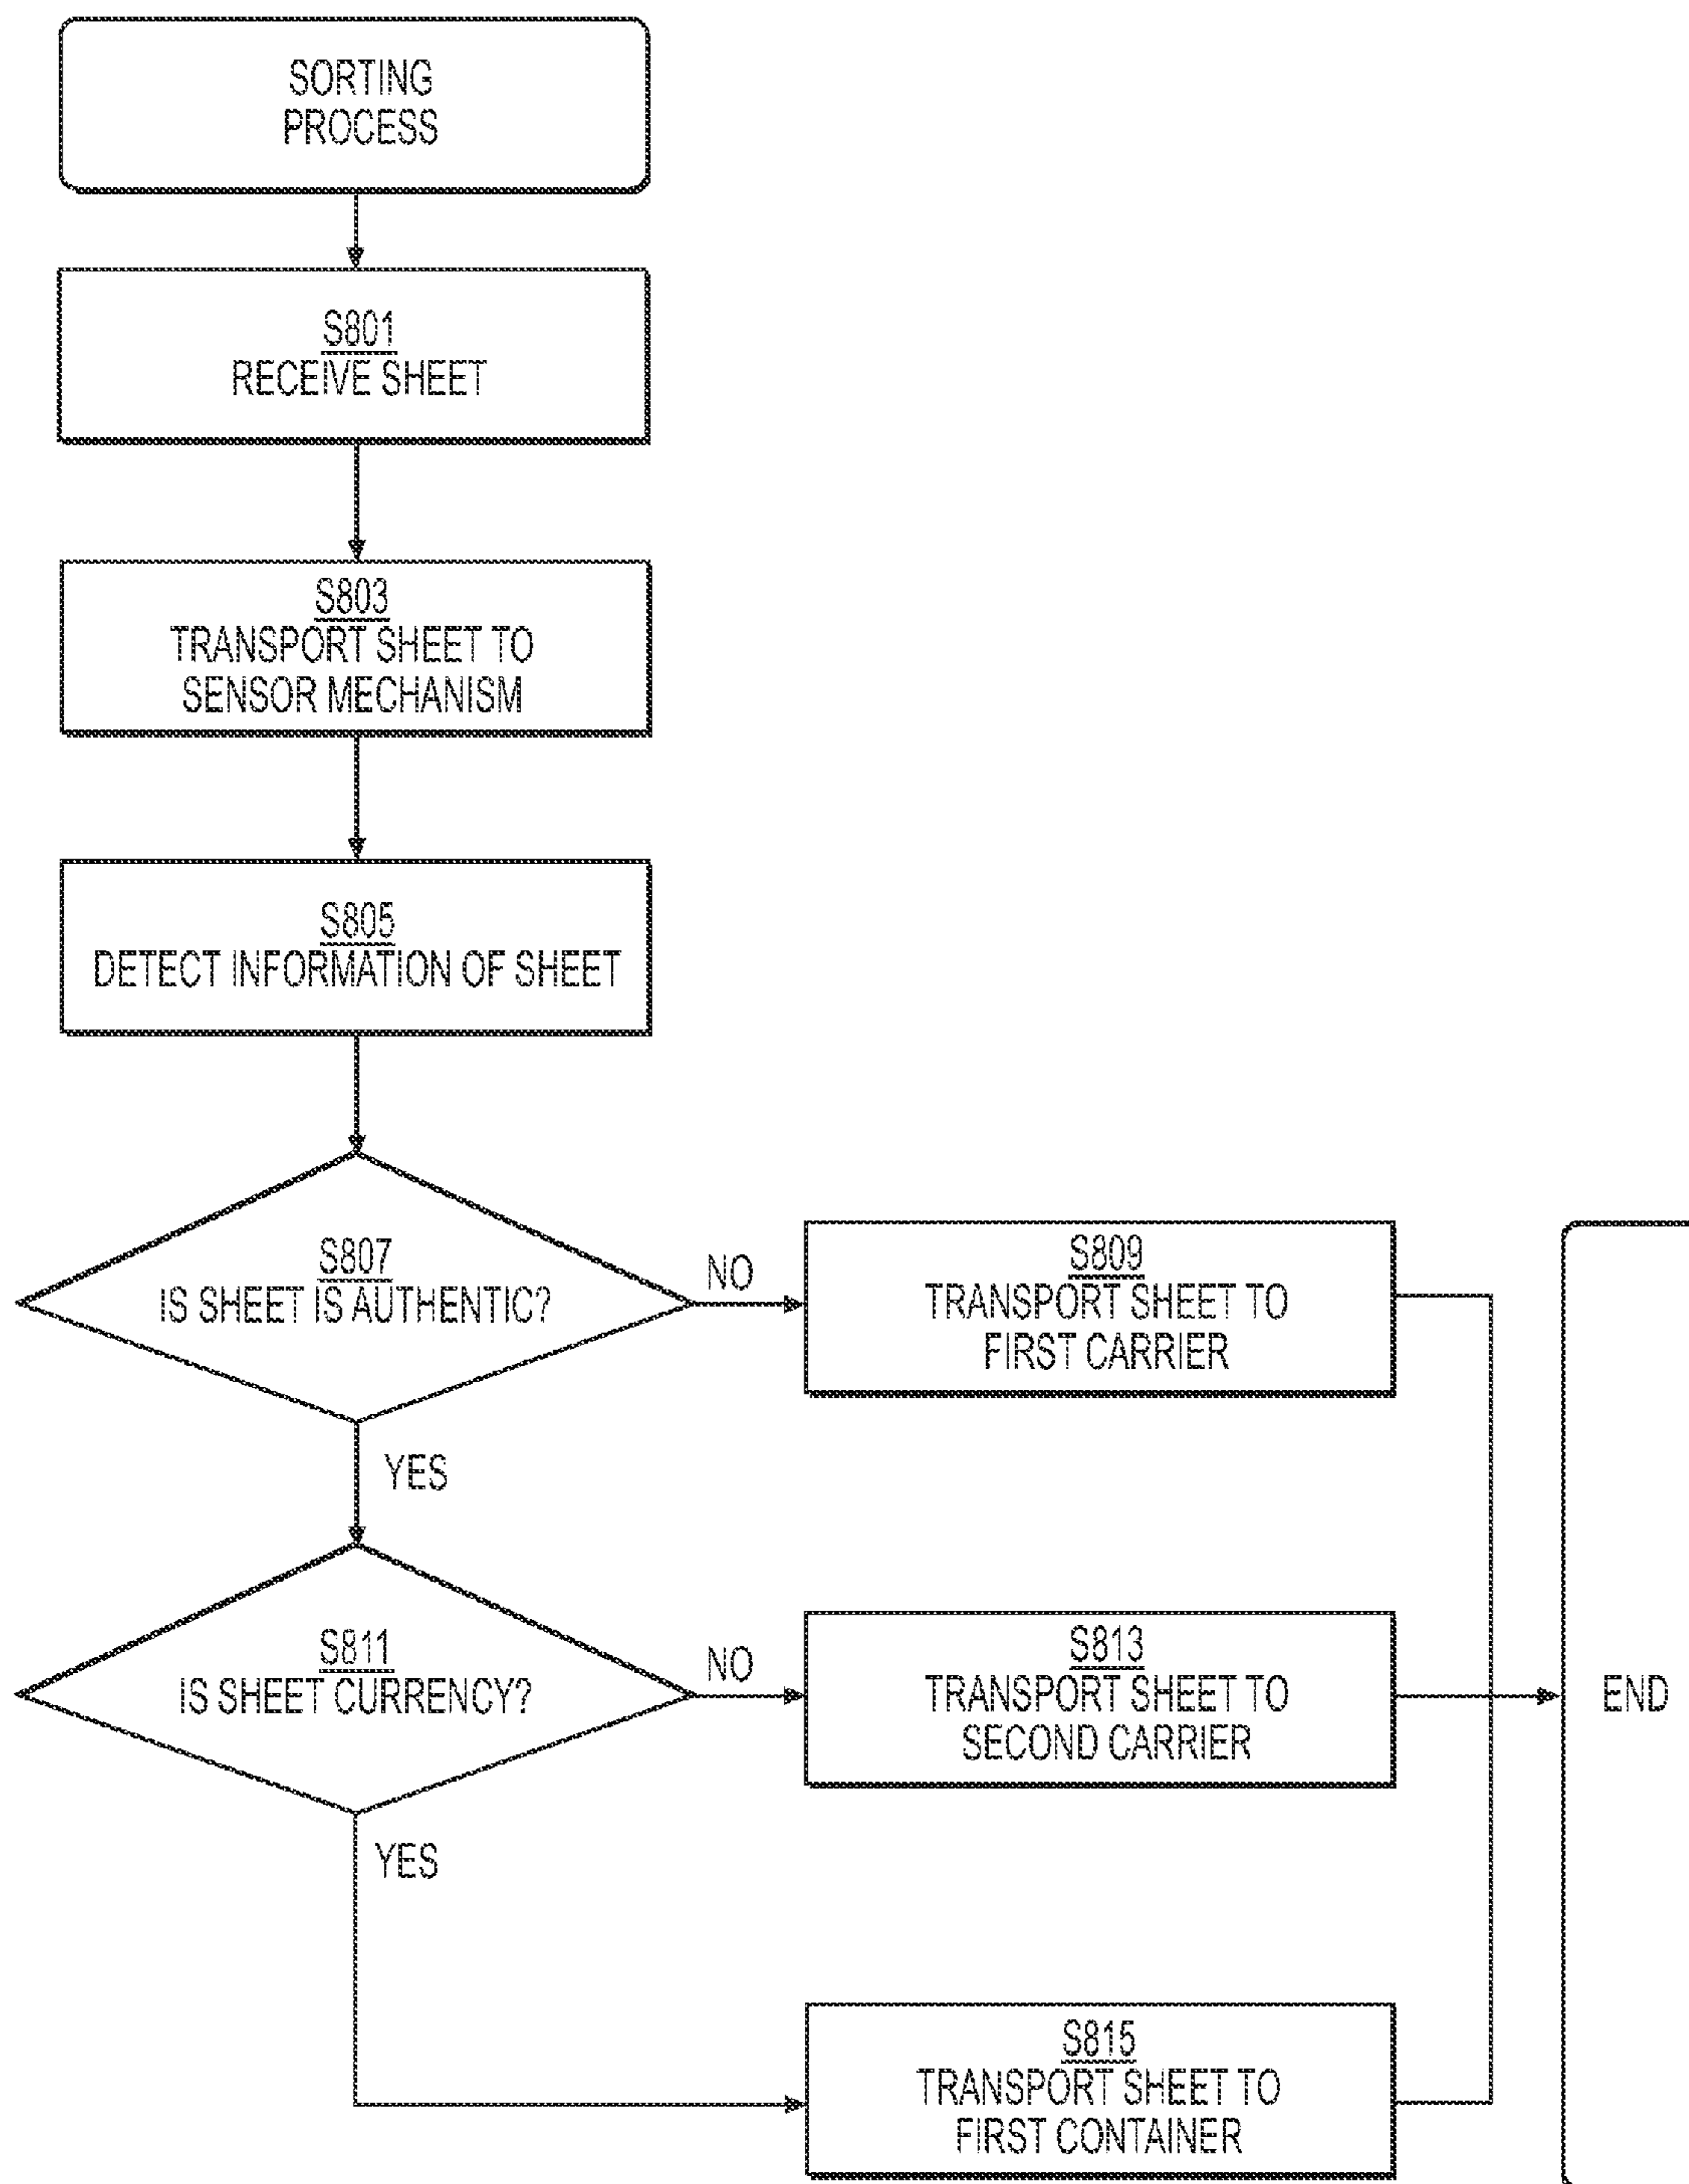 SORTING
PROCESS
S801
RECEIVE SHEET
S803
TRANSPORT SHEET TO
SENSOR MECHANISM
S805
DETECT INFORMATION OF SHEET
S807
IS SHEET IS AUTHENTIC?
NO
S809
TRANSPORT SHEET TO
FIRST CARRIER
YES
S811
IS SHEET CURRENCY?
NO
S813
TRANSPORT SHEET TO
SECOND CARRIER
END
YES
S815
TRANSPORT SHEET TO
FIRST CONTAINER